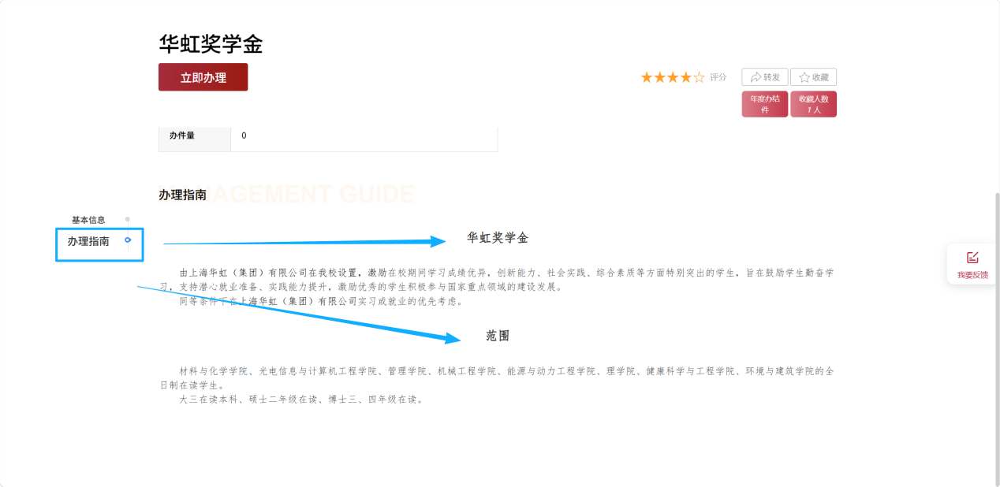 华虹奖学金
立即办理
评分
转发
收藏
年度办结
件
收藏人数
1 人
办件量
0
MANAGEMENT GUIDE
办理指南
基本信息
办理指南
华虹奖学金
由上海华虹（集团）有限公司在我校设置，激励在校期间学习成绩优异，创新能力、社会实践、综合素质等方面特别突出的学生，旨在鼓励学生勤奋学
习，支持潜心就业准备、实践能力提升，激励优秀的学生积极参与国家重点领域的建设发展。
同等条件下在上海华虹（集团）有限公司实习或就业的优先考虑。
范围
材料与化学学院、光电信息与计算机工程学院、管理学院、机械工程学院、能源与动力工程学院、理学院、健康科学与工程学院、环境与建筑学院的全
日制在读学生。
大三在读本科、硕士二年级在读、博士三、四年级在读。
我要反馈